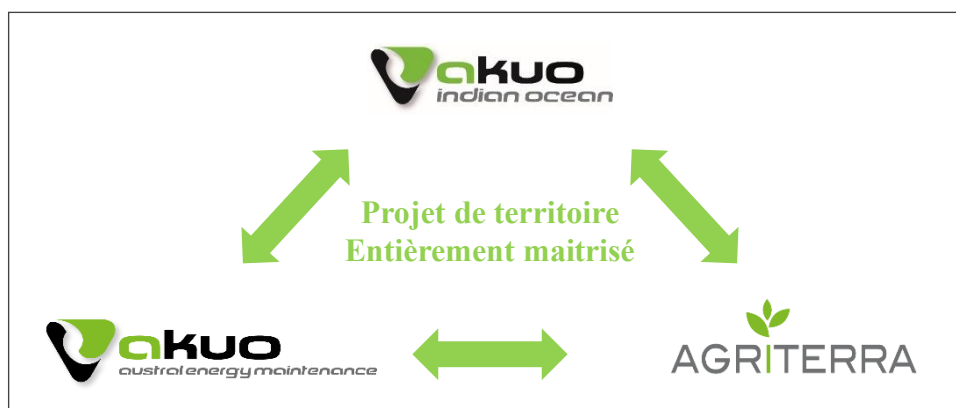 akuo
indian ocean
Projet de territoire
Entièrement maitrisé
akuo
austral energy maintenance
AGRITERRA